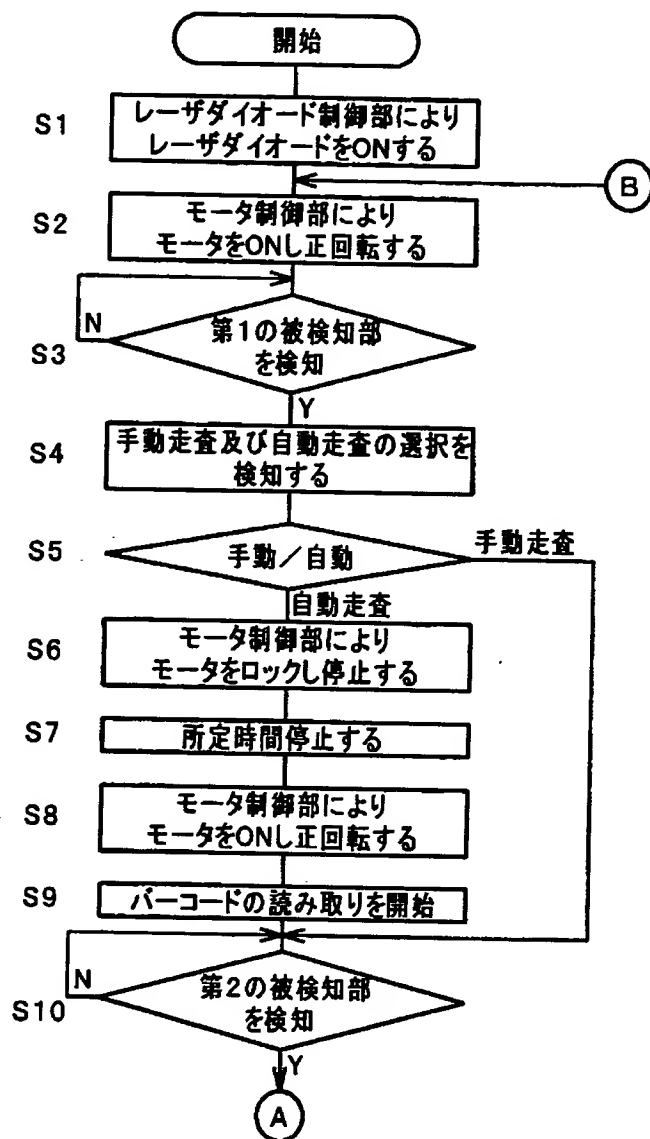 開始
S1
レーザダイオード制御部により
レーザダイオードをONする
B
S2
モータ制御部により
モータをONし正回転する
N
S3
第1の被検知部
を検知
Y
S4
手動走査及び自動走査の選択を
検知する
S5
手動/自動
手動走査
自動走査
S6
モータ制御部により
モータをロックし停止する
S7
所定時間停止する
S8
モータ制御部により
モータをONし正回転する
S9
バーコードの読み取りを開始
N
S10
第2の被検知部
を検知
Y
A